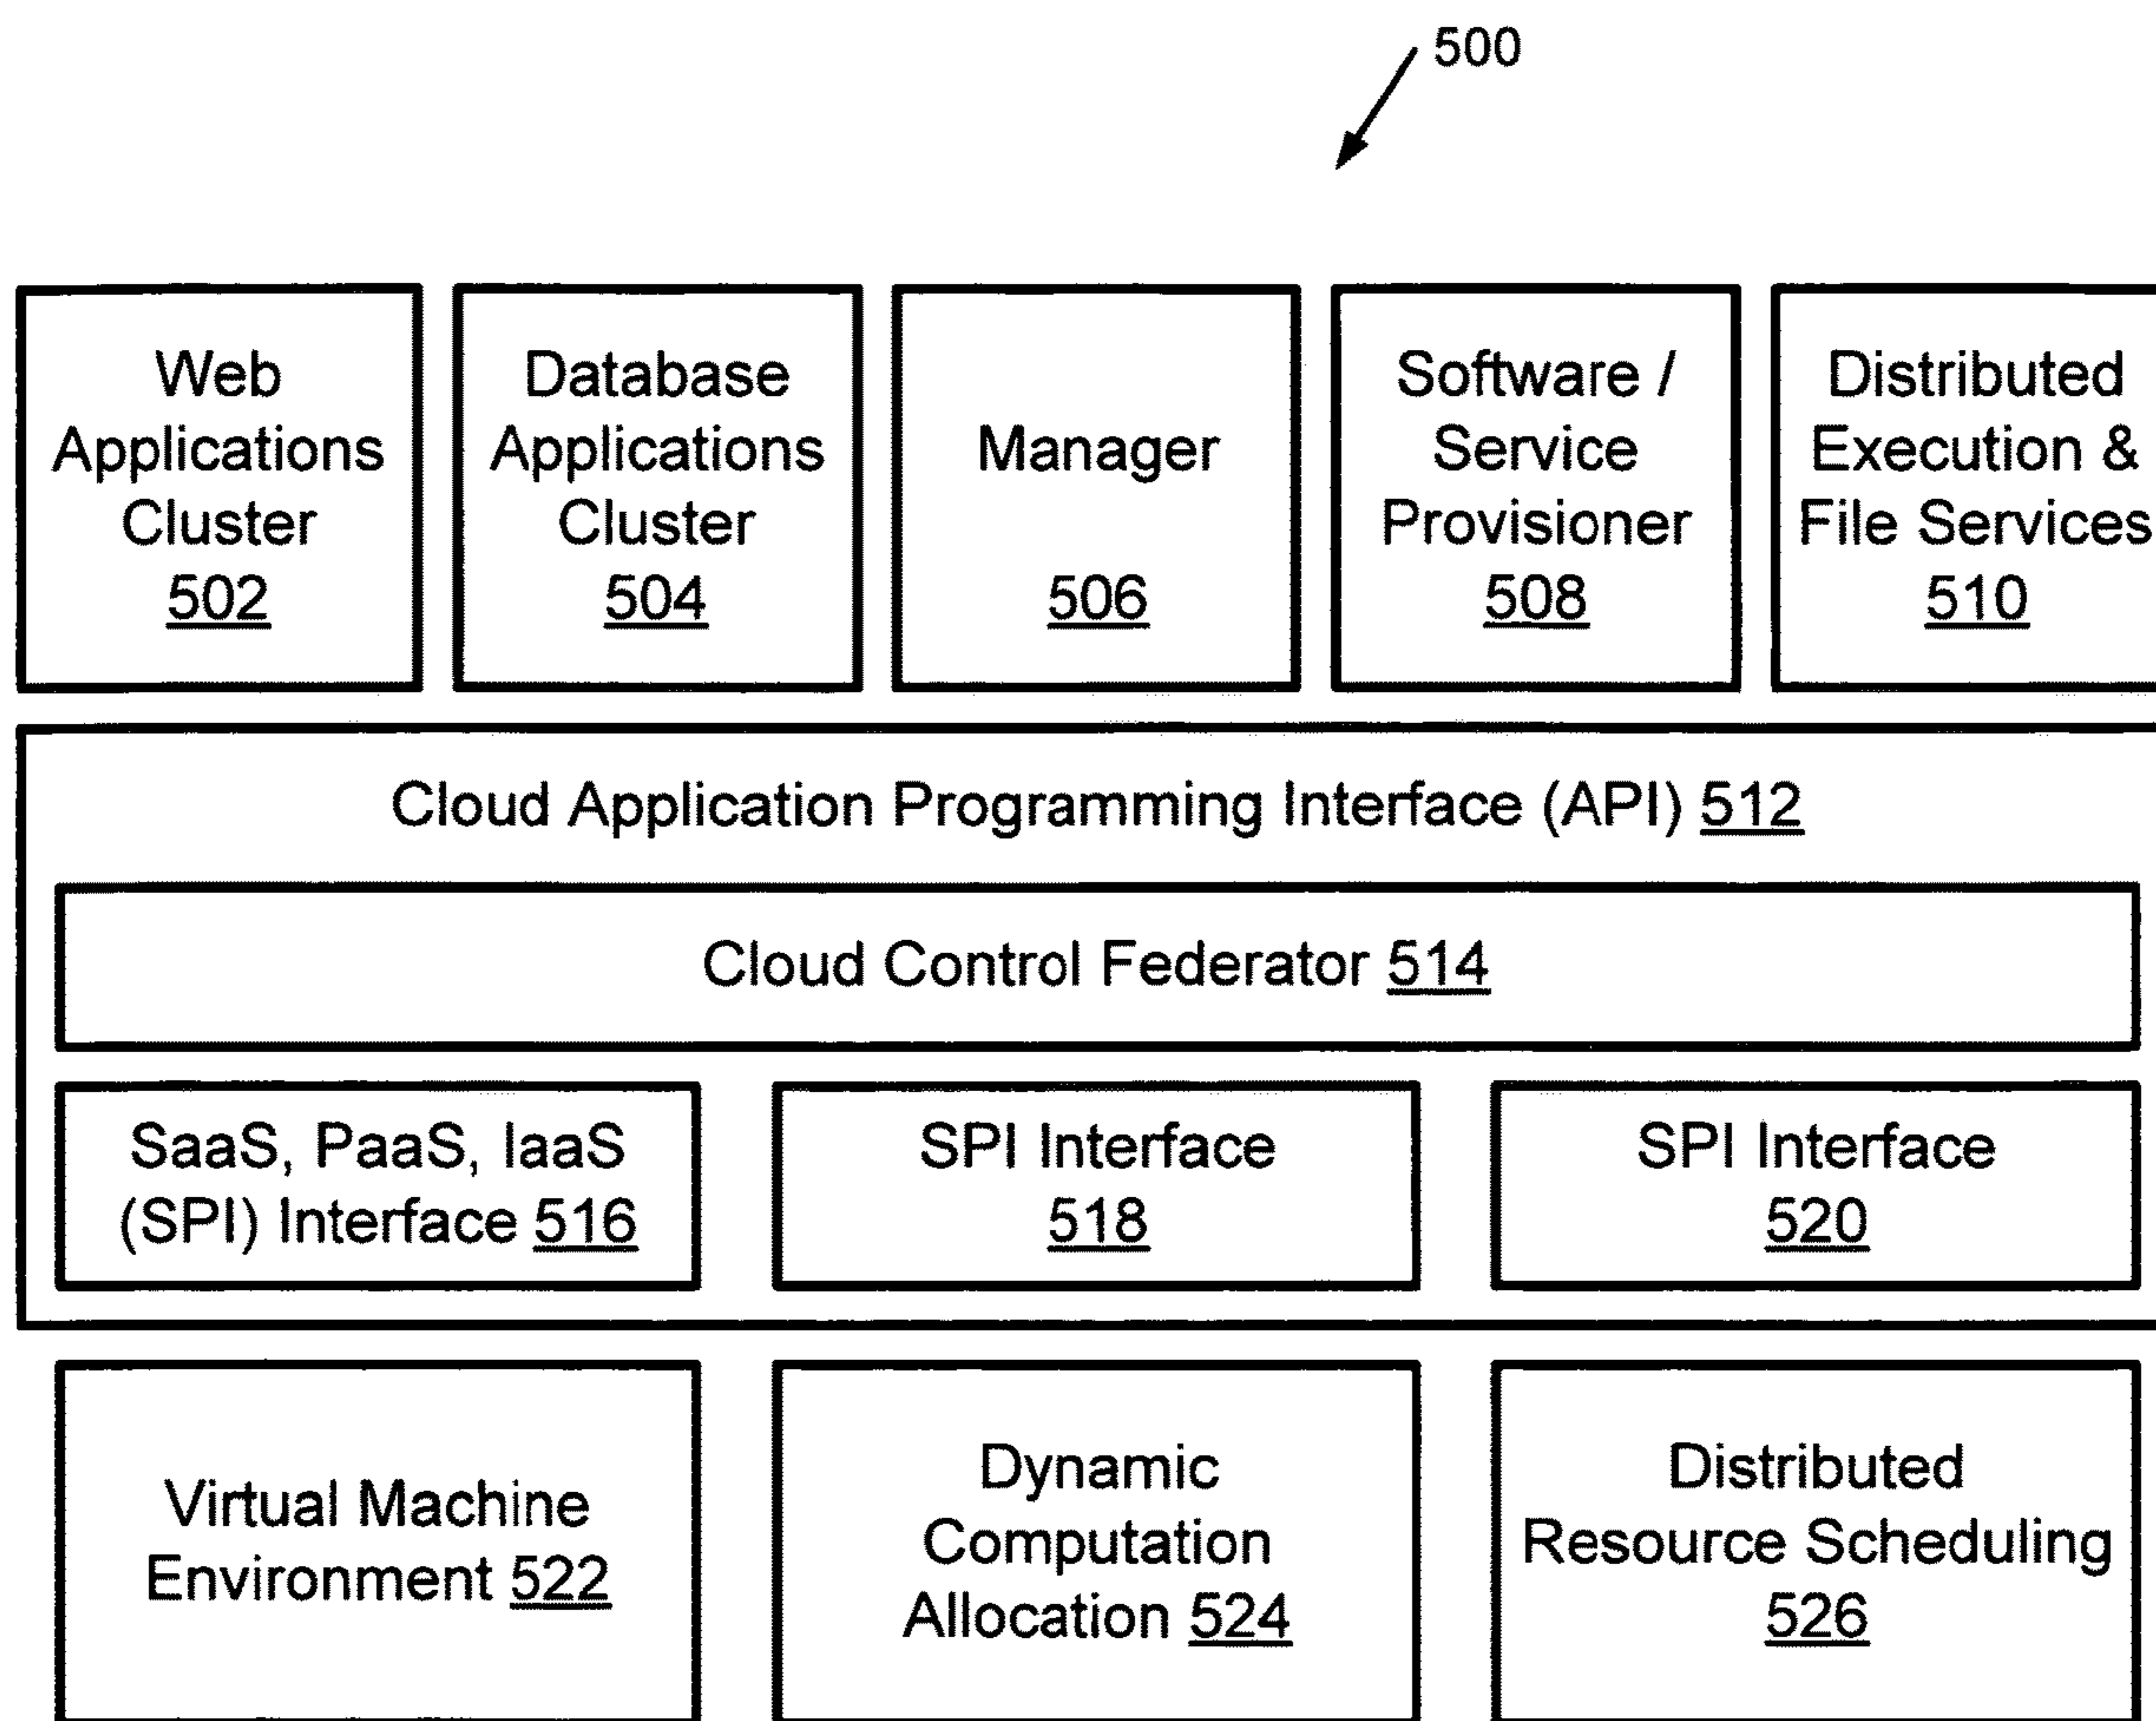 500
Web
Applications
Cluster
502
Database
Applications
Cluster
504
Manager
506
Software /
Service
Provisioner
508
Distributed
Execution &
File Services
510
Cloud Application Programming Interface (API) 512
Cloud Control Federator 514
SaaS, PaaS, IaaS
(SPI) Interface 516
SPI Interface
518
SPI Interface
520
Virtual Machine
Environment 522
Dynamic
Computation
Allocation 524
Distributed
Resource Scheduling
526